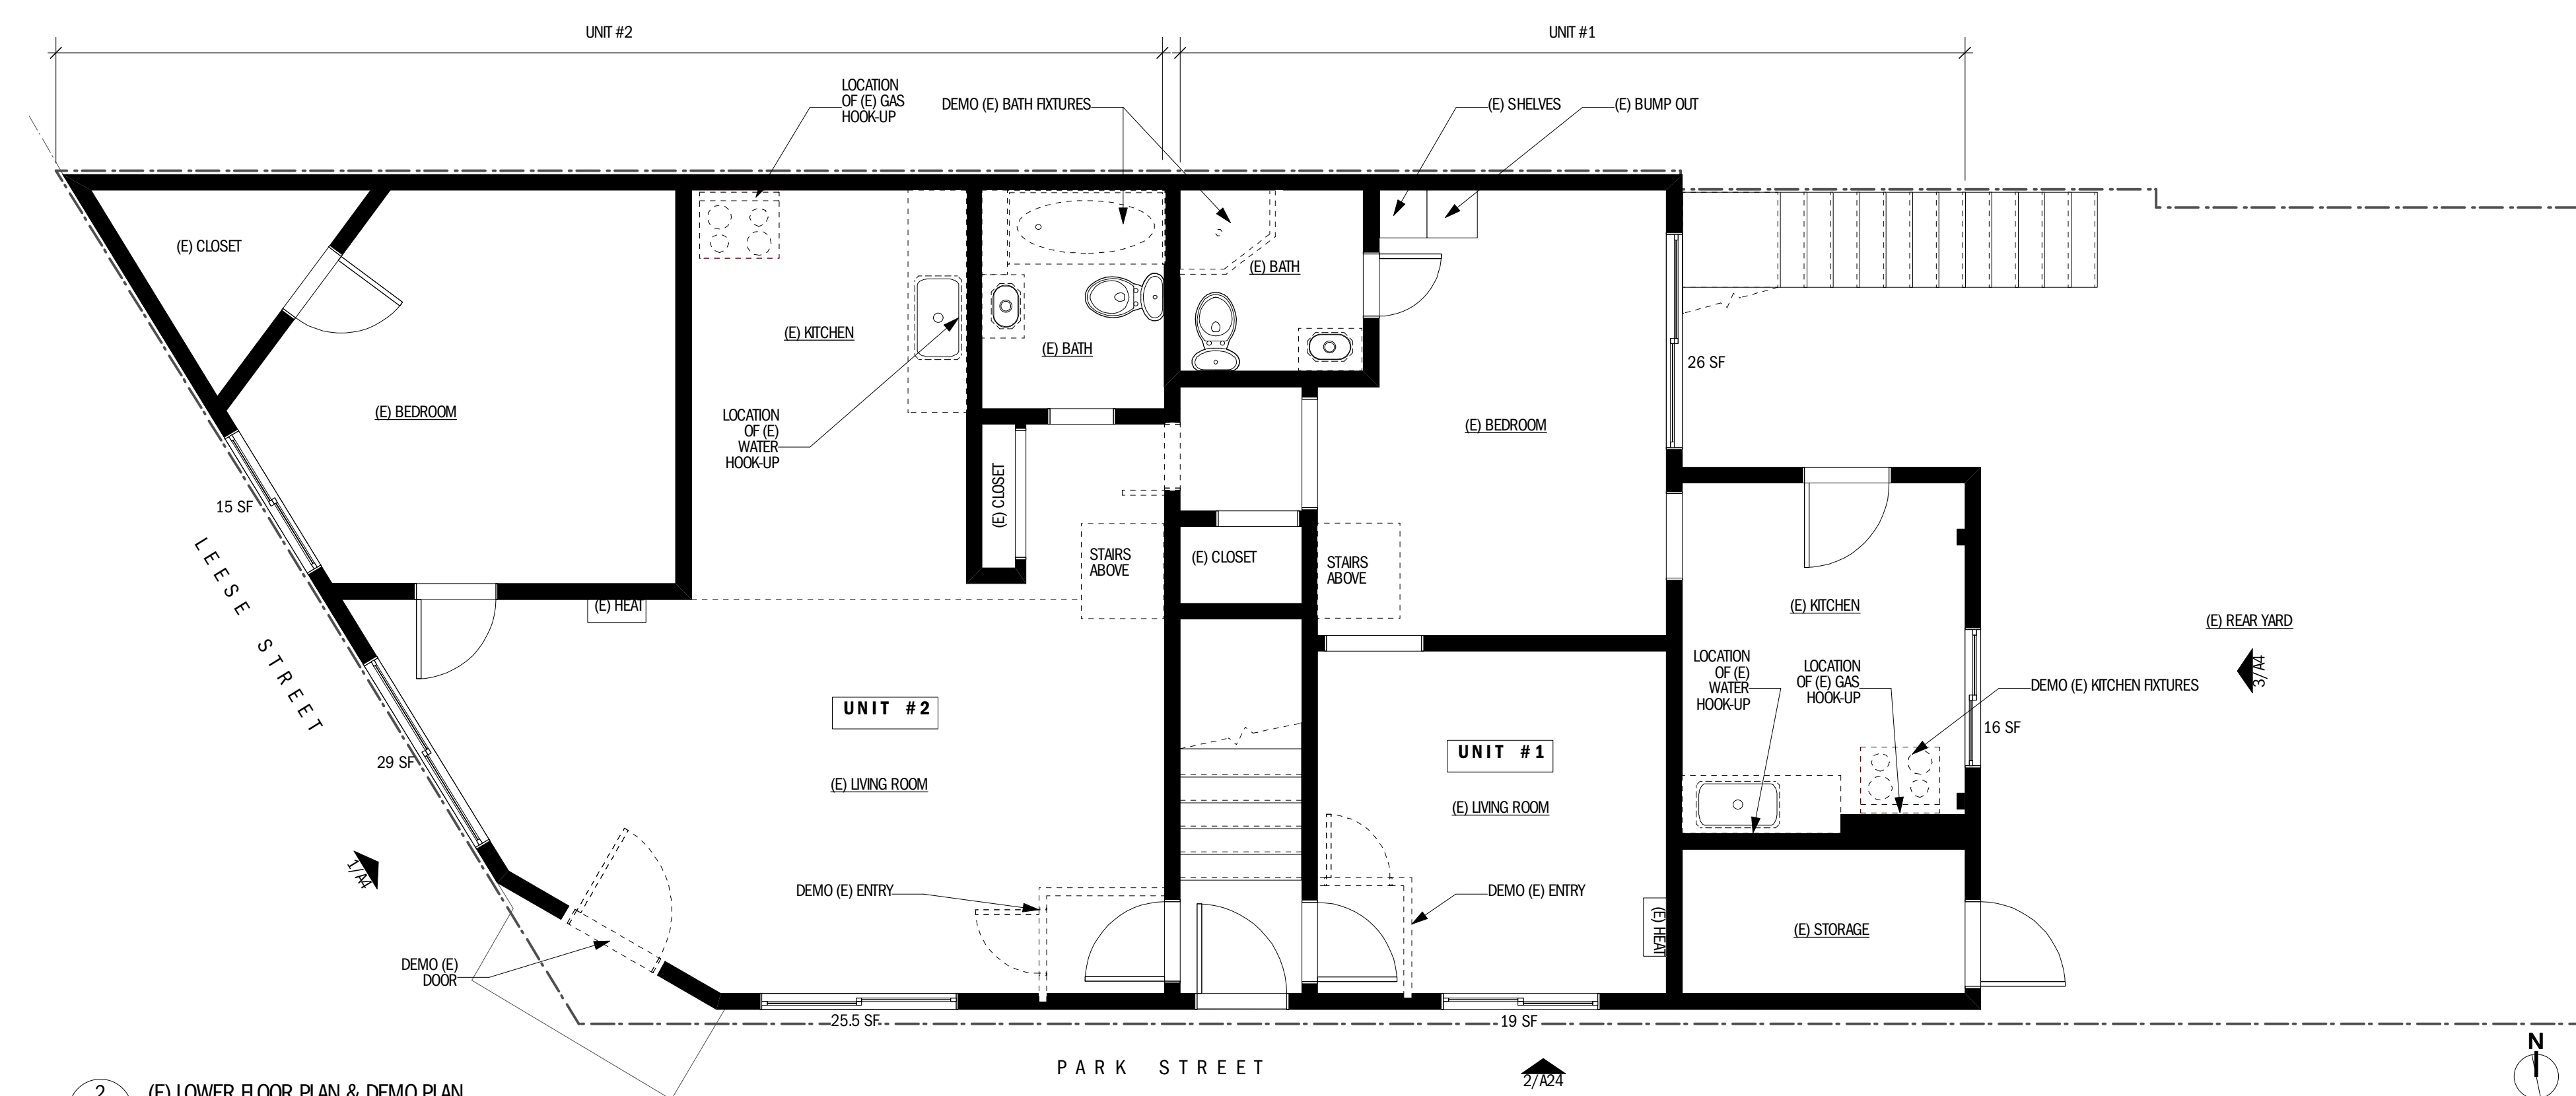 UNIT #2
UNIT #1
LOCATION
OF (E) GAS
HOOK-UP
DEMO (E) BATH FIXTURES
(E) SHELVES
(E) BUMP OUT
(E) CLOSET
(E) BEDROOM
(E) KITCHEN
LOCATION
OF (E)
WATER
HOOK-UP
(E) BATH
(E) BATH
(E) CLOSET
STAIRS
ABOVE
(E) CLOSET
STAIRS
ABOVE
(E) BEDROOM
26 SF
15 SF
LEESE STREET
(E) HEAT
29 SF
UNIT #2
(E) LIVING ROOM
UNIT #1
(E) LIVING ROOM
(E) KITCHEN
LOCATION
OF (E)
WATER
HOOK-UP
LOCATION
OF (E) GAS
HOOK-UP
DEMO (E) KITCHEN FIXTURES
16 SF
(E) REAR YARD
3/A4
1/A4
DEMO (E) ENTRY
DEMO (E) ENTRY
(E) HEAT
(E) STORAGE
DEMO (E)
DOOR
25.5 SF
19 SF
PARK STREET
2/A24
N
2
(E) LOWER FLOOR PLAN & DEMO PLAN